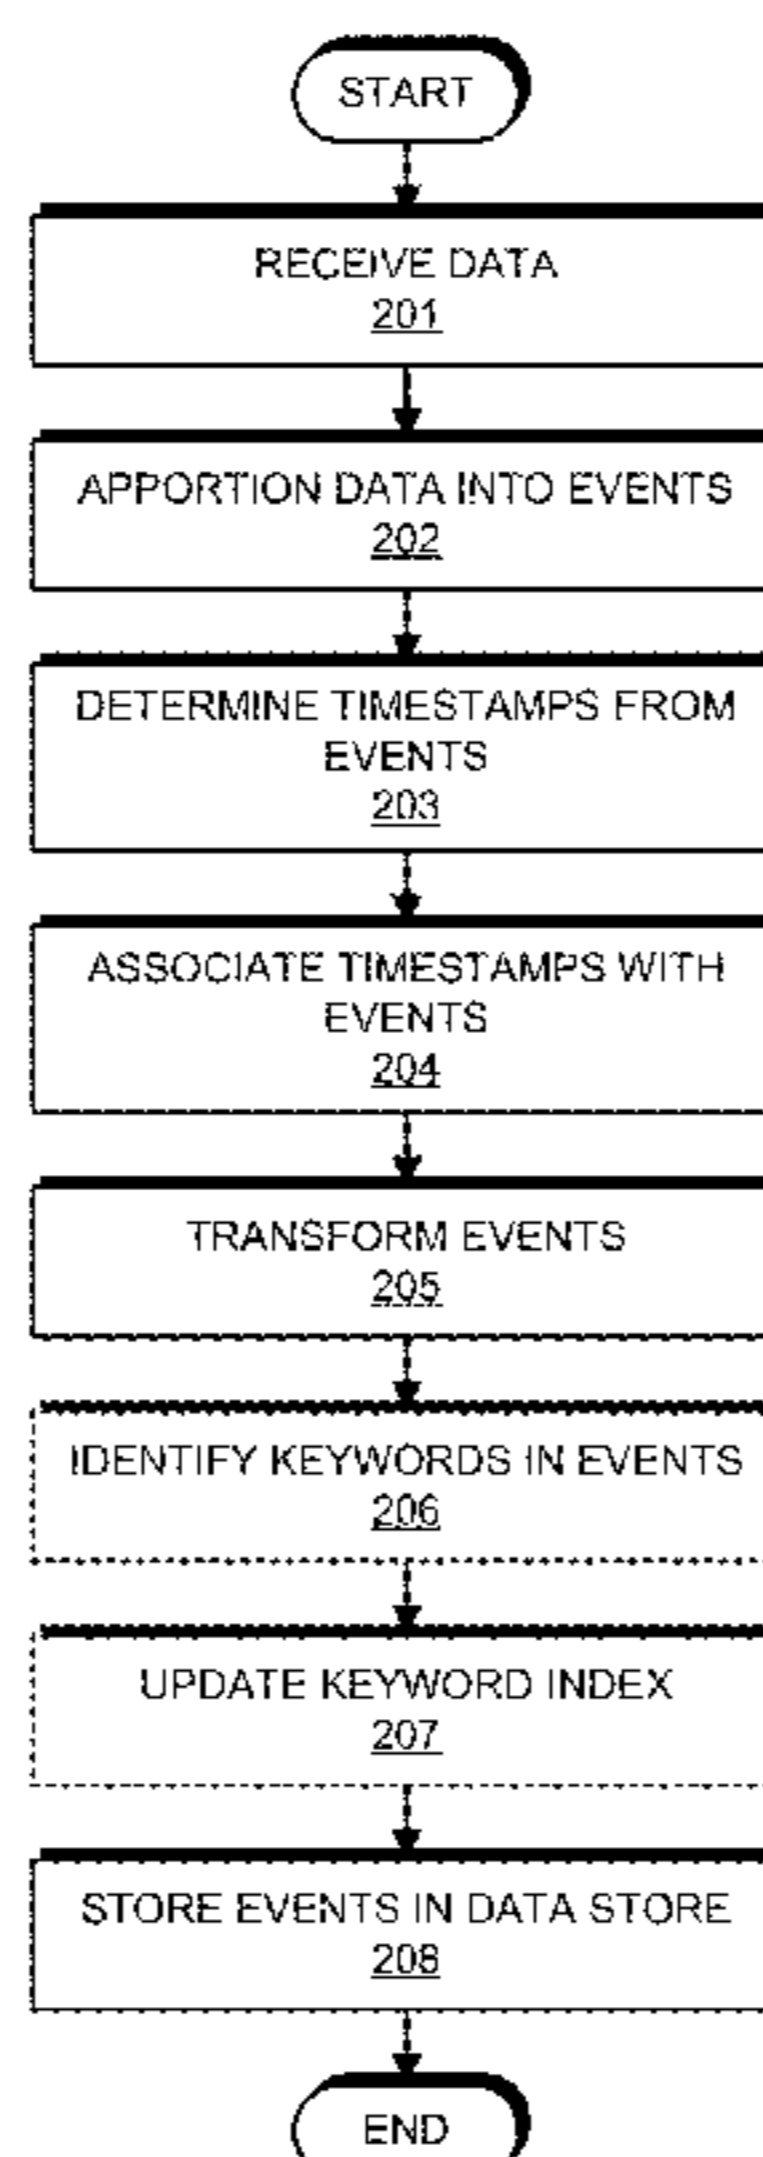 START
RECEIVE DATA
201
APPORTION DATA INTO EVENTS
202
DETERMINE TIMESTAMPS FROM
EVENTS
203
ASSOCIATE TIMESTAMPS WITH
EVENTS
204
TRANSFORM EVENTS
205
IDENTIFY KEYWORDS IN EVENTS
206
UPDATE KEYWORD INDEX
207
STORE EVENTS IN DATA STORE
208
END